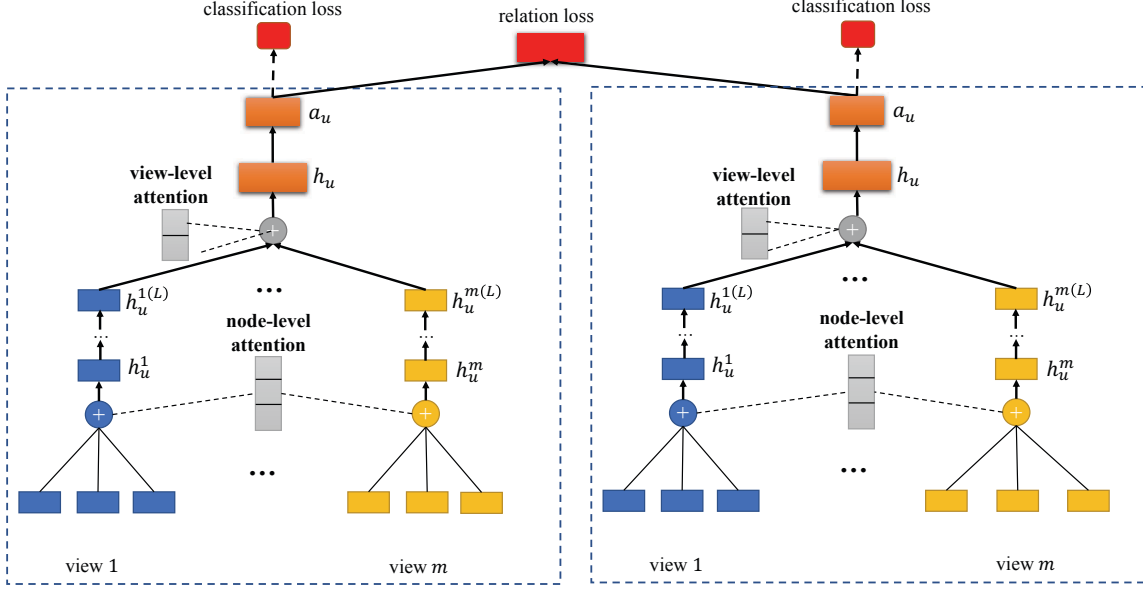 classification loss
relation loss
classification loss
a_u
h_u
view-level
attention
+
h_u^{1(L)}
...
h_u^{m(L)}
...
node-level
attention
...
h_u^1
h_u^m
+
+
...
view 1
view m
a_u
h_u
view-level
attention
+
h_u^{1(L)}
...
h_u^{m(L)}
...
node-level
attention
...
h_u^1
h_u^m
+
+
...
view 1
view m